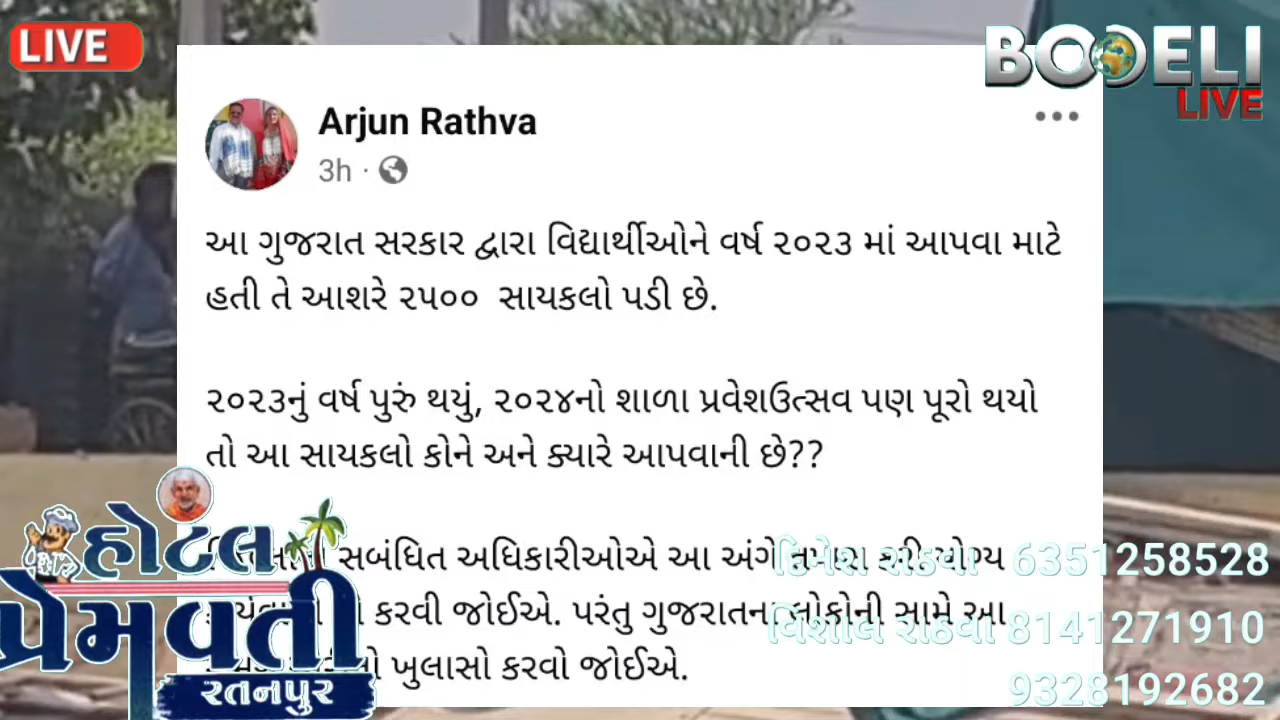 LIVE
BODELI
LIVE
Arjun Rathva
3h
આ ગુજરાત સરકાર દ્વારા વિદ્યાર્થીઓને વર્ષ ૨૦૨૩ માં આપવા માટે
હતી તે આશરે ૨૫૦૦ સાયકલો પડી છે.
૨૦૨૩નું વર્ષ પુરું થયું, ૨૦૨૪નો શાળા પ્રવેશઉત્સવ પણ પૂરો થયો
તો આ સાયકલો કોને અને ક્યારે આપવાની છે??
સબંધિત અધિકારીઓએ આ અંગે
કરવી જોઈએ. પરંતુ ગુજરાતના લોકોની સામે આ
ખુલાસો કરવો જોઈએ.
હોટલ
પ્રેમવતી
રતનપુર
6351258528
વિશાલ રાઠવા 8141271910
9328192682